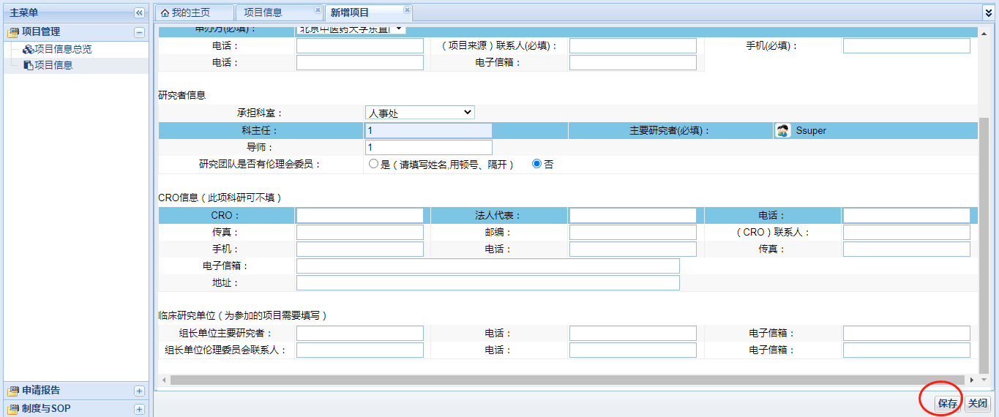 主菜单
我的主页 项目信息 新增项目
项目管理
项目信息总览
项目信息
申办方(必填)： 北京中医药大学东直门
电话： （项目来源）联系人(必填)： 手机(必填)：
电话： 电子信箱：
研究者信息
承担科室： 人事处
科主任： 1 主要研究者(必填)： Ssuper
导师： 1
研究团队是否有伦理会委员： 是（请填写姓名,用顿号、隔开） 否
CRO信息（此项科研可不填）
CRO： 法人代表： 电话：
传真： 邮编： （CRO）联系人：
手机： 电话： 传真：
电子信箱：
地址：
临床研究单位（为参加的项目需要填写）
组长单位主要研究者： 电话： 电子信箱：
组长单位伦理委员会联系人： 电话： 电子信箱：
申请报告
制度与SOP
保存 关闭